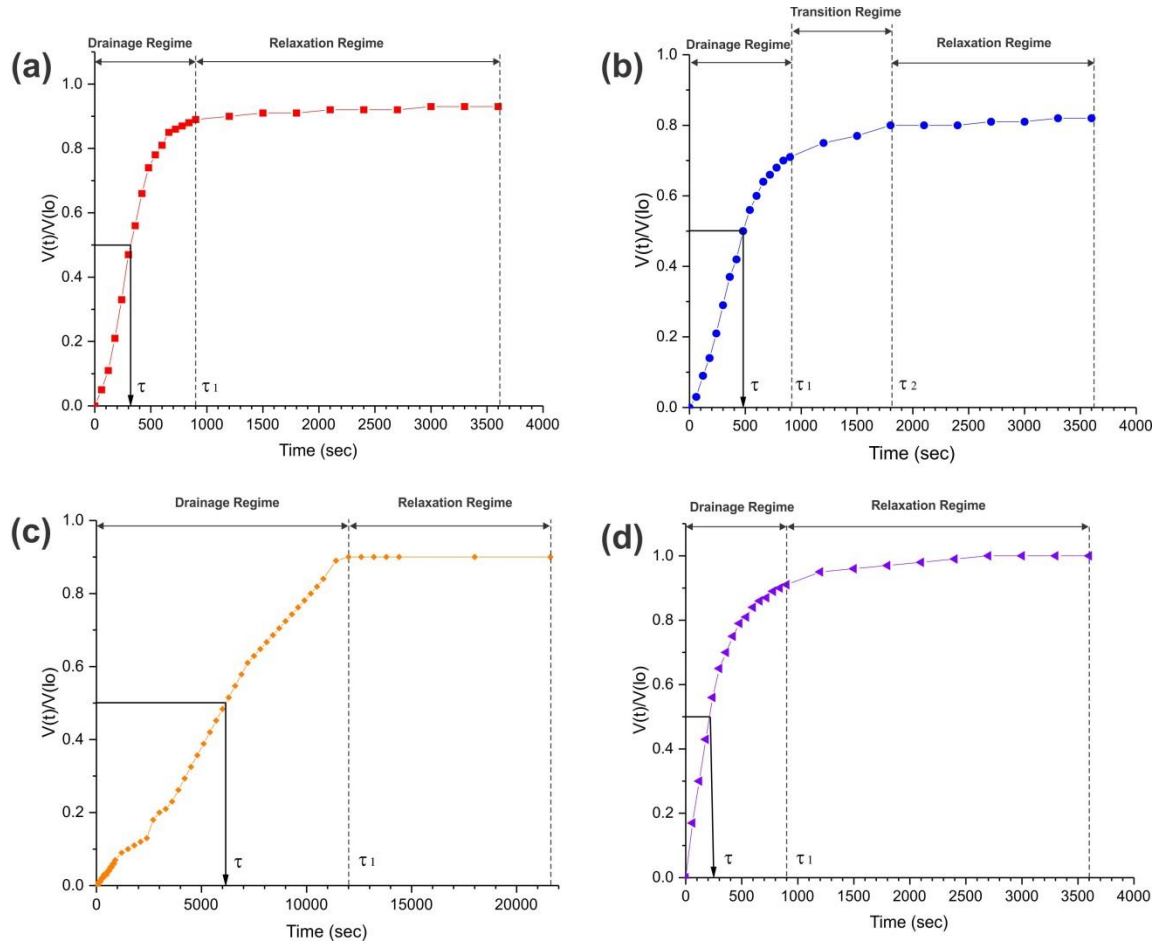 (a)
Drainage Regime
Relaxation Regime
1.0
0.8
0.6
0.4
0.2
0.0
V(t)/V(lo)
τ
τ 1
0 500 1000 1500 2000 2500 3000 3500 4000
Time (sec)
(b)
Transition Regime
Drainage Regime
Relaxation Regime
1.0
0.8
0.6
0.4
0.2
0.0
V(t)/V(lo)
τ
τ 1
τ 2
0 500 1000 1500 2000 2500 3000 3500 4000
Time (sec)
(c)
Drainage Regime
Relaxation Regime
1.0
0.8
0.6
0.4
0.2
0.0
V(t)/V(lo)
τ
τ 1
0 5000 10000 15000 20000
Time (sec)
(d)
Drainage Regime
Relaxation Regime
1.0
0.8
0.6
0.4
0.2
0.0
V(t)/V(lo)
τ
τ 1
0 500 1000 1500 2000 2500 3000 3500 4000
Time (sec)